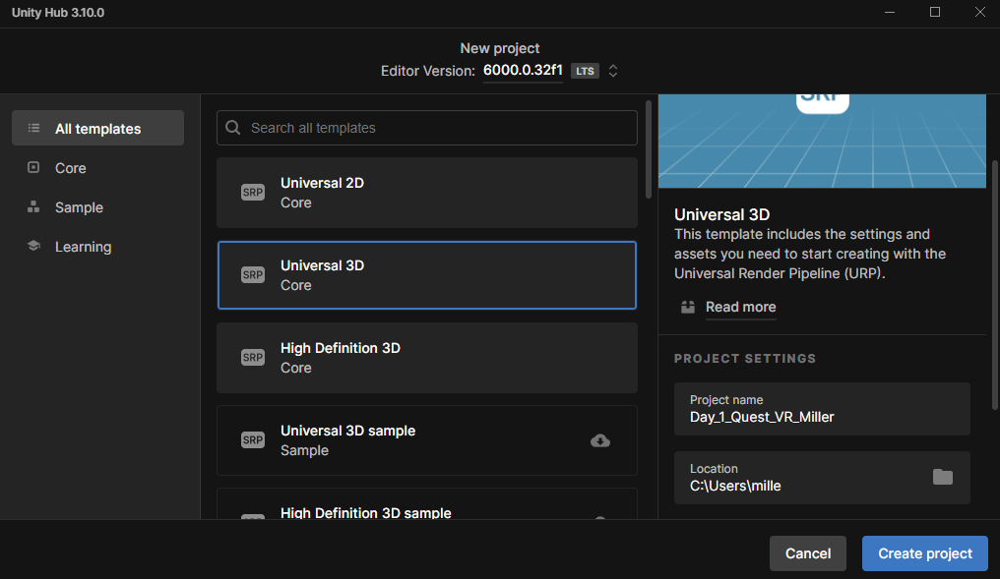 Unity Hub 3.10.0
New project
Editor Version: 6000.0.32f1 LTS
All templates
Core
Sample
Learning
Search all templates
SRP
Universal 2D
Core
SRP
Universal 3D
Core
SRP
High Definition 3D
Core
SRP
Universal 3D sample
Sample
High Definition 3D sample
SRP
Universal 3D
This template includes the settings and
assets you need to start creating with the
Universal Render Pipeline (URP).
Read more
PROJECT SETTINGS
Project name
Day_1_Quest_VR_Miller
Location
C:\Users\mille
Cancel
Create project